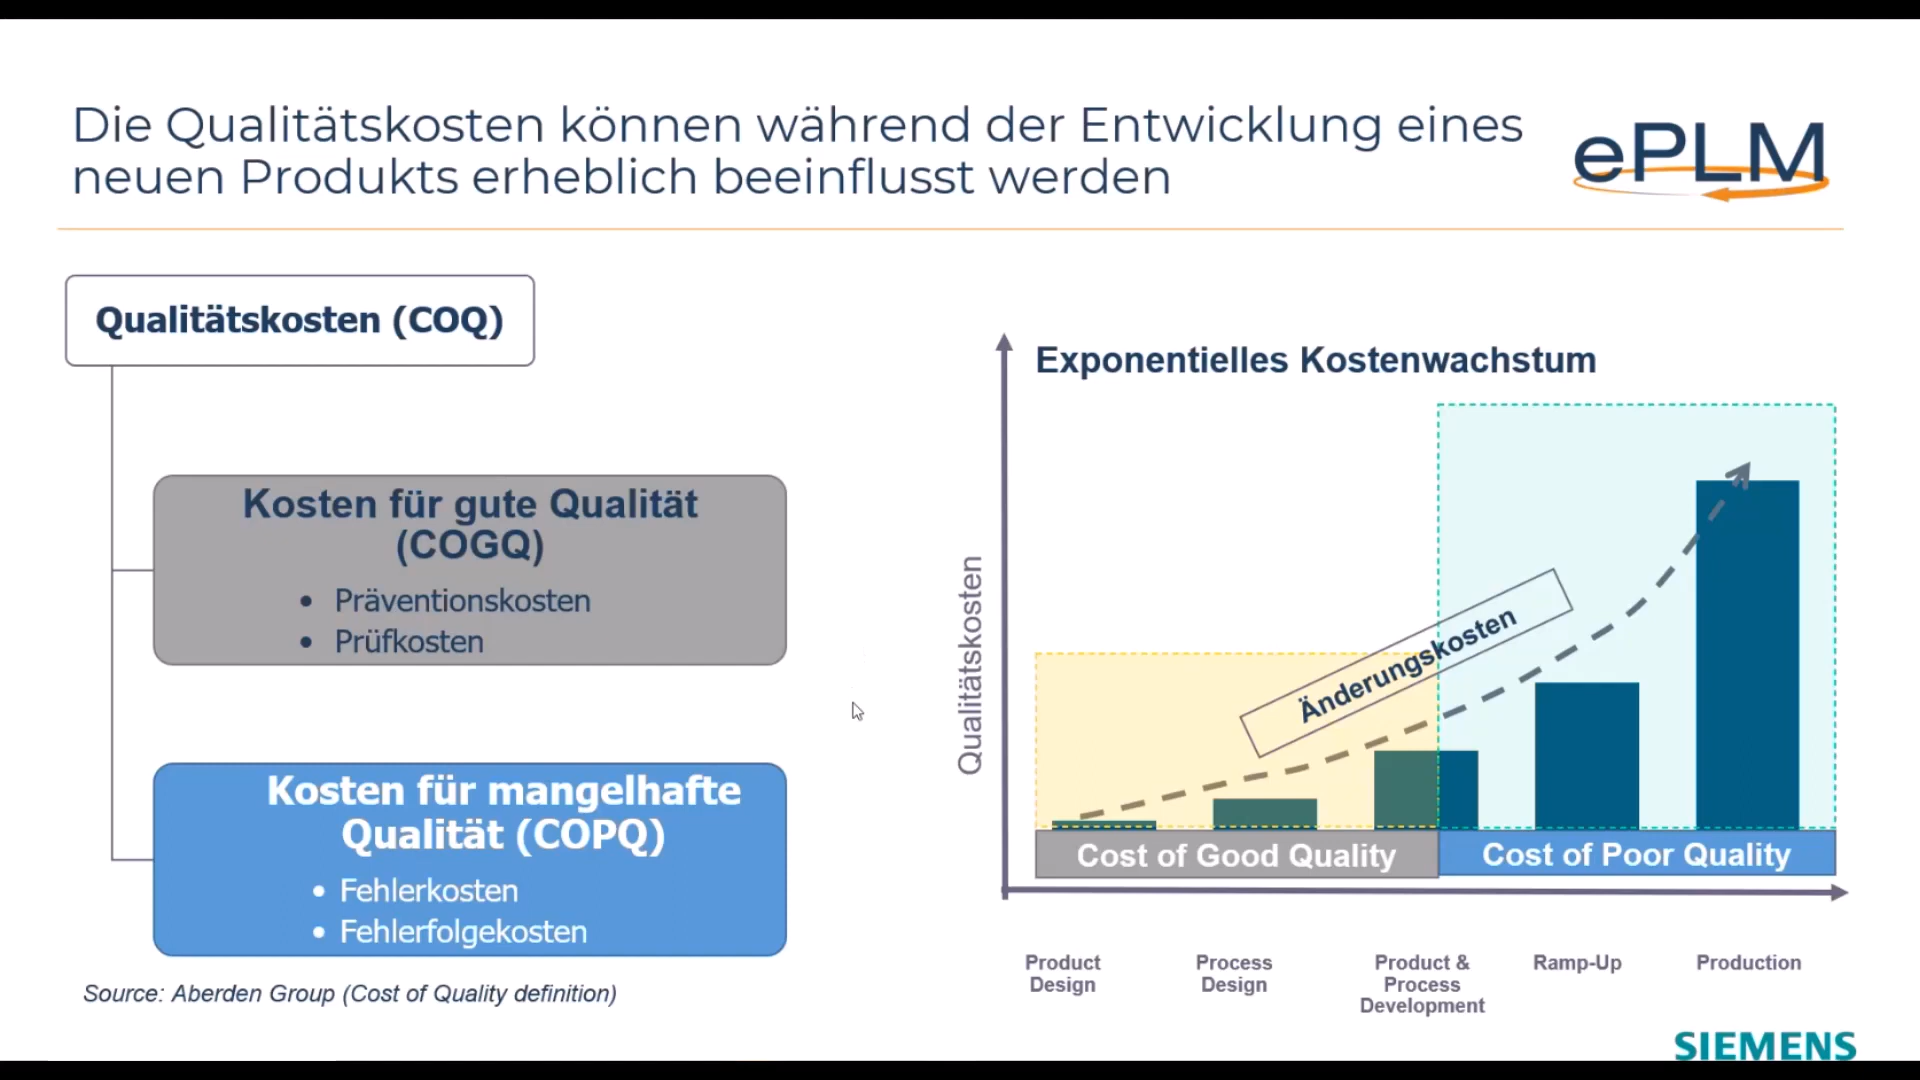 Die Qualitätskosten können während der Entwicklung eines
neuen Produkts erheblich beeinflusst werden
ePLM
Qualitätskosten (COQ)
Kosten für gute Qualität
(COGQ)
• Präventionskosten
• Prüfkosten
Kosten für mangelhafte
Qualität (COPQ)
• Fehlerkosten
• Fehlerfolgekosten
Source: Aberden Group (Cost of Quality definition)
Exponentielles Kostenwachstum
Qualitätskosten
Änderungskosten
Cost of Good Quality
Cost of Poor Quality
Product
Design
Process
Design
Product &
Process
Development
Ramp-Up
Production
SIEMENS